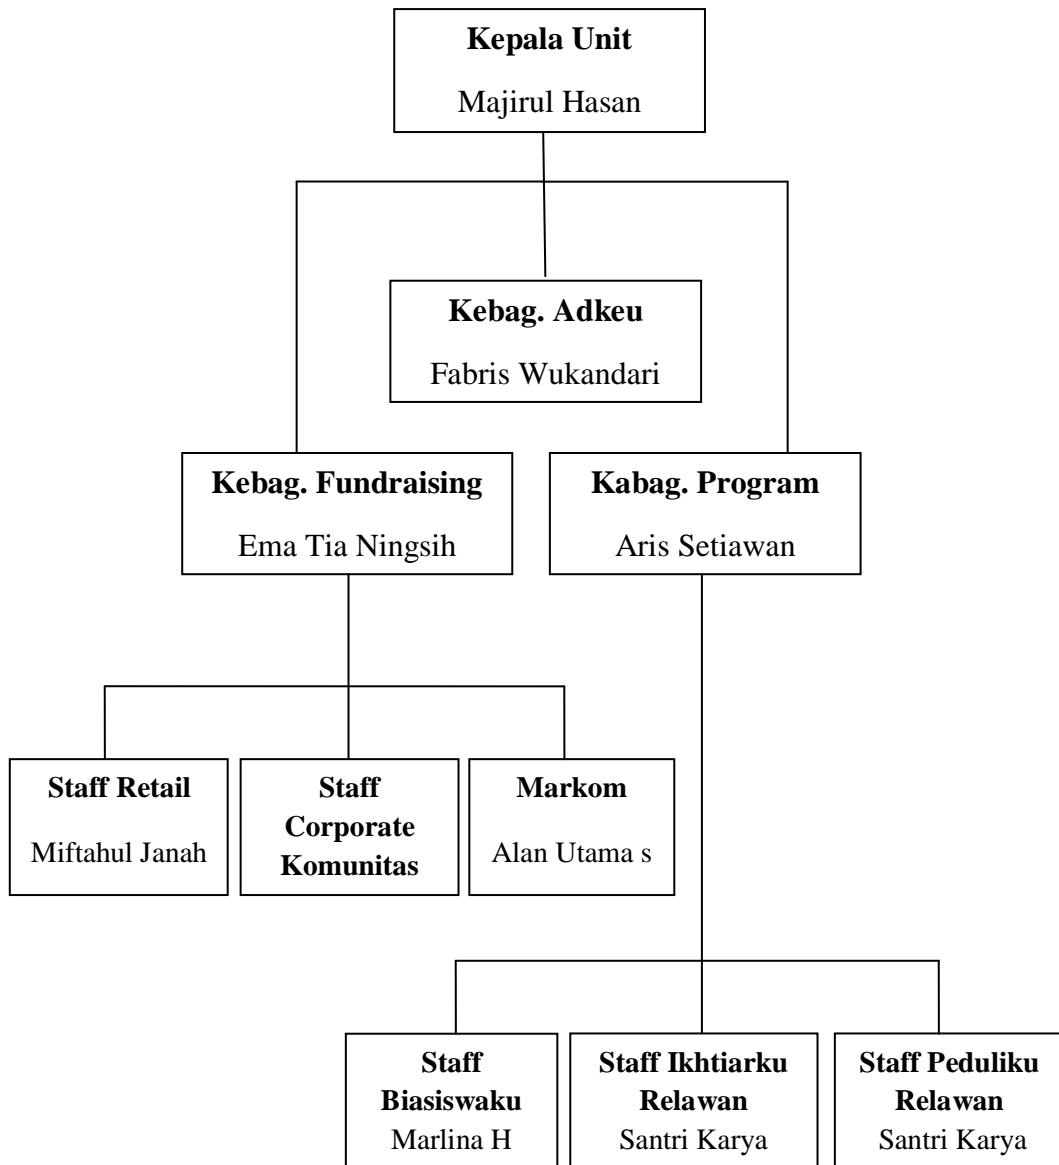 Kepala Unit
Majirul Hasan
Kebag. Adkeu
Fabris Wukandari
Kebag. Fundraising
Ema Tia Ningsih
Kabag. Program
Aris Setiawan
Staff Retail
Miftahul Janah
Staff
Corporate
Komunitas
Markom
Alan Utama s
Staff
Biasiswaku
Marlina H
Staff Ikhtiarku
Relawan
Santri Karya
Staff Peduliku
Relawan
Santri Karya